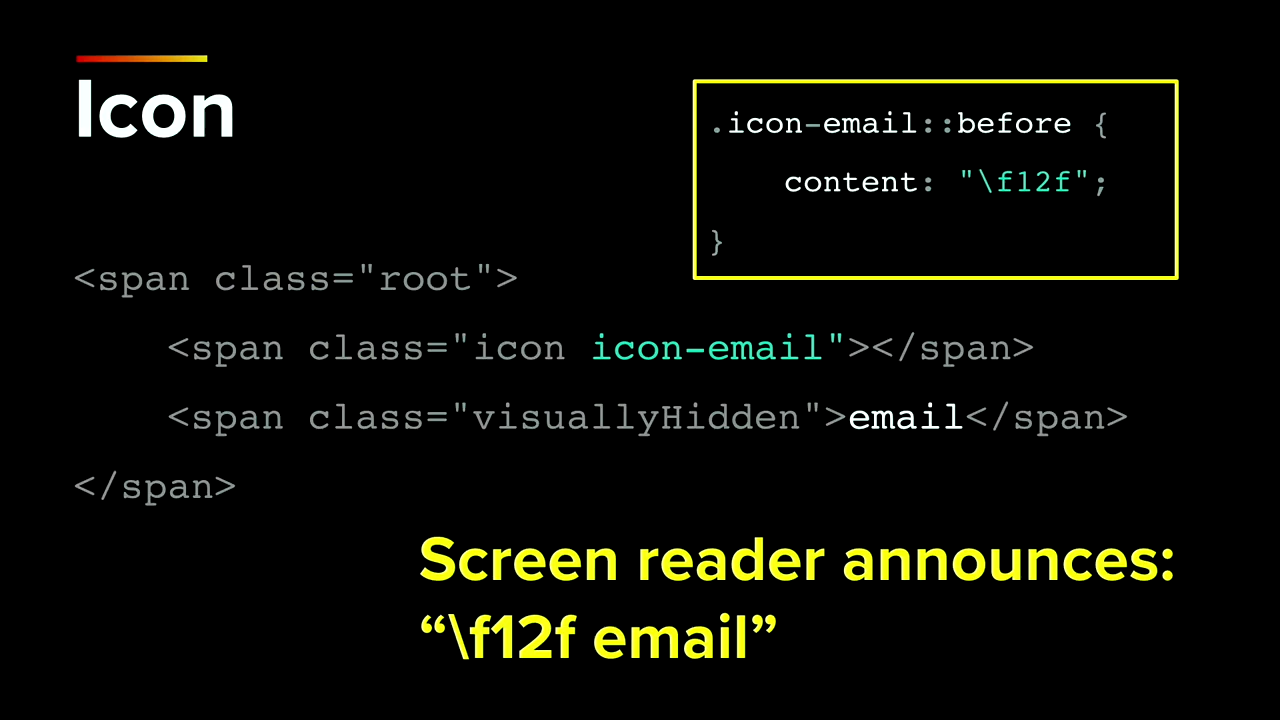 Icon
.icon-email::before {
    content: "\f12f";
}
<span class="root">
    <span class="icon icon-email"></span>
    <span class="visuallyHidden">email</span>
</span>
Screen reader announces:
“\f12f email”